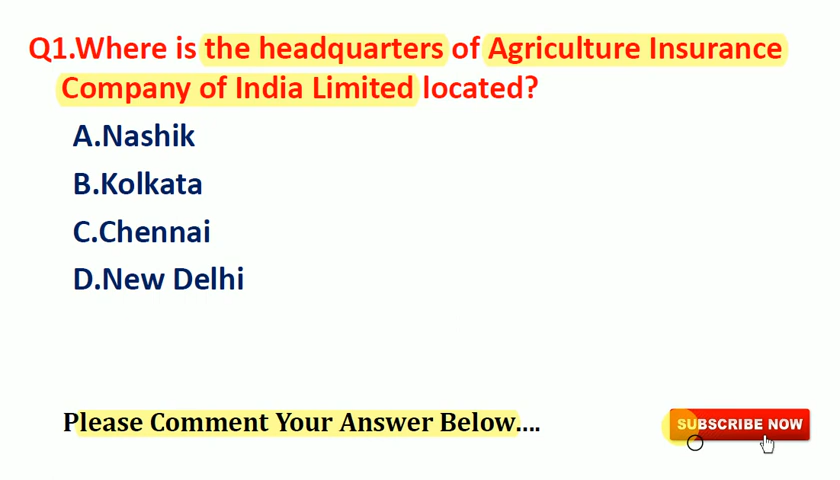 Q1.Where is the headquarters of Agriculture Insurance
Company of India Limited located?
A.Nashik
B.Kolkata
C.Chennai
D.New Delhi
Please Comment Your Answer Below....
SUBSCRIBE NOW